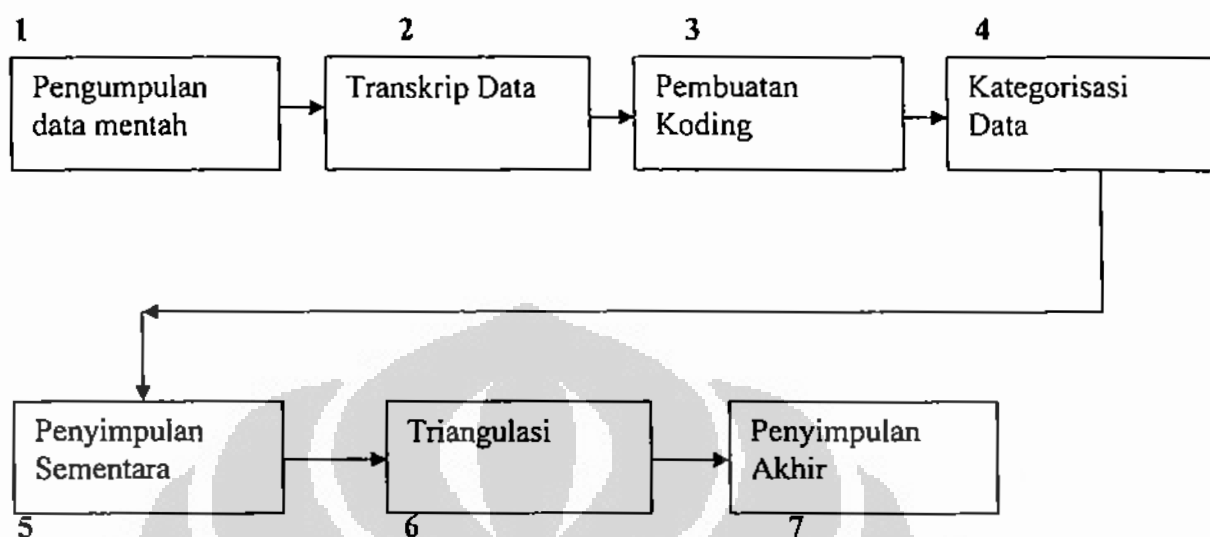 1 2 3 4
Pengumpulan
data mentah
Transkrip Data
Pembuatan
Koding
Kategorisasi
Data
Penyimpulan
Sementara
Triangulasi
Penyimpulan
Akhir
5 6 7